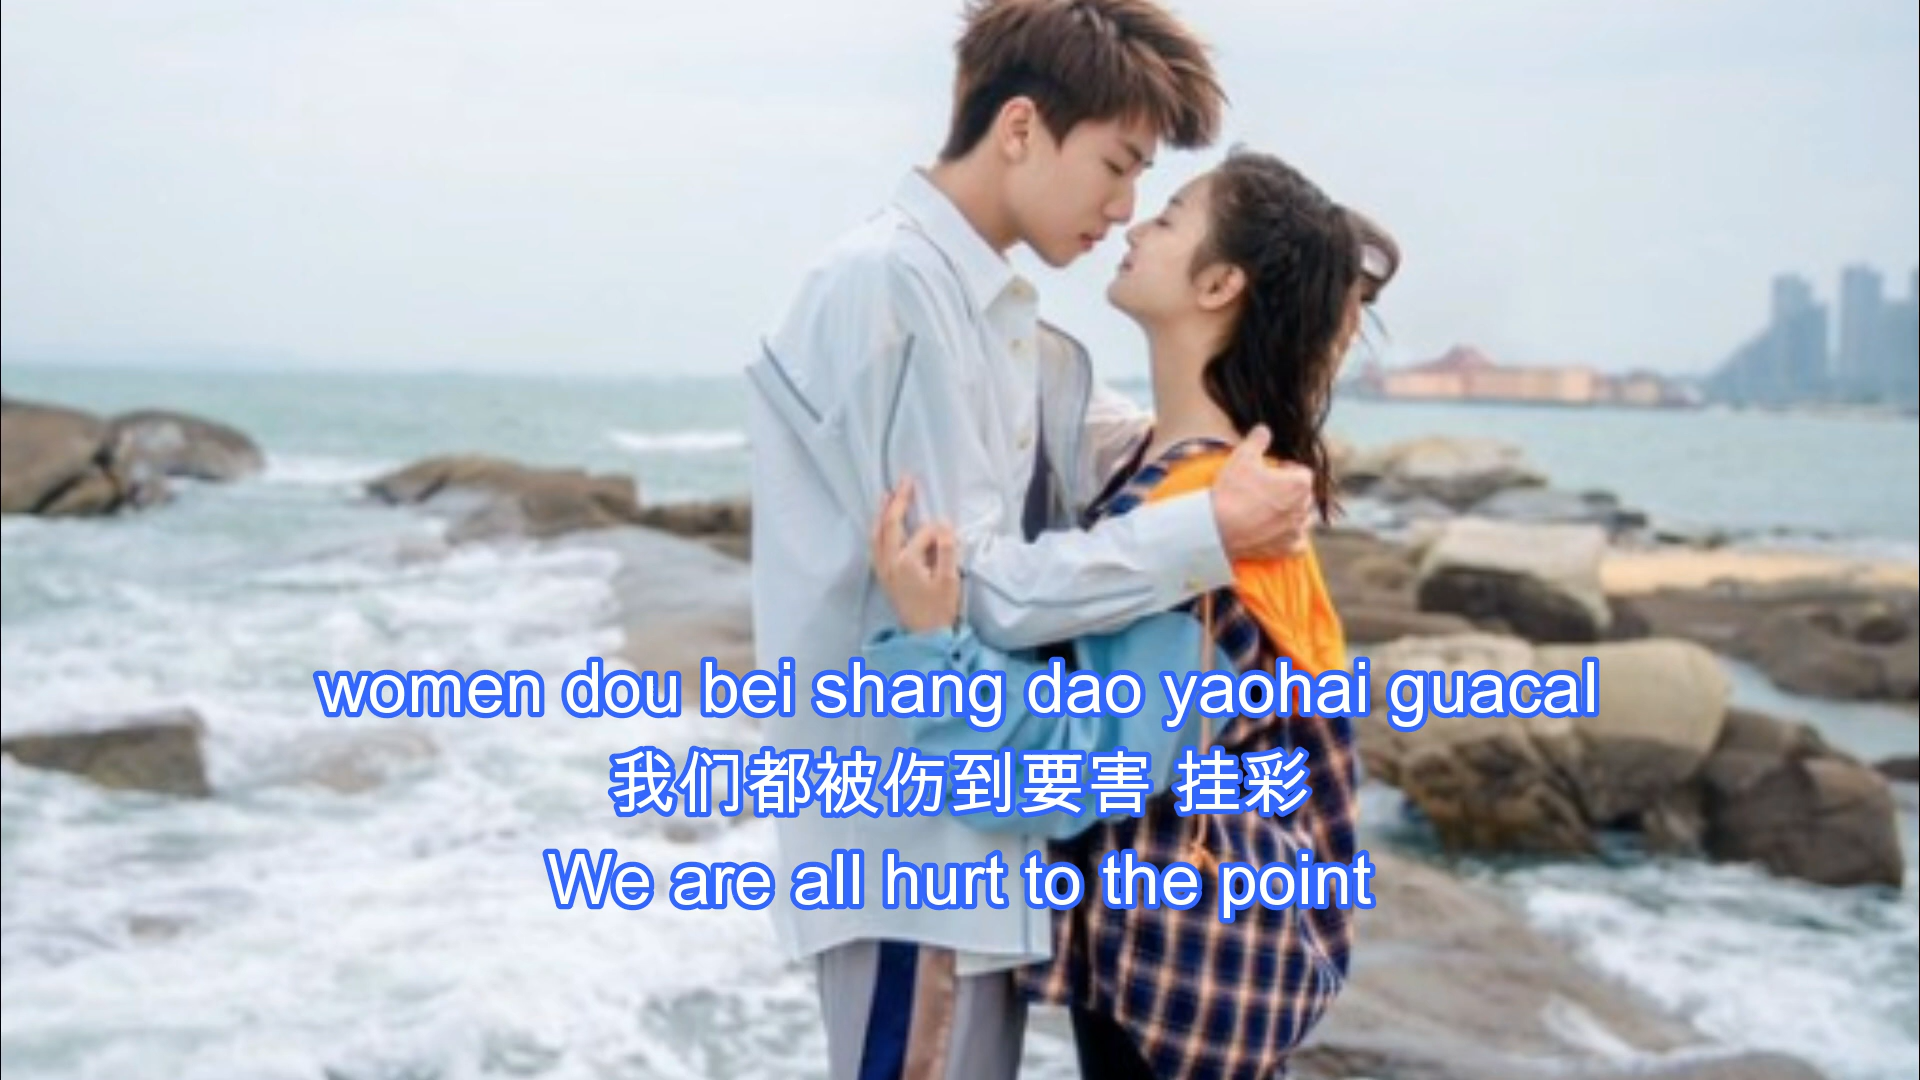 women dou bei shang dao yaohai guacal
我们都被伤到要害 挂彩
We are all hurt to the point